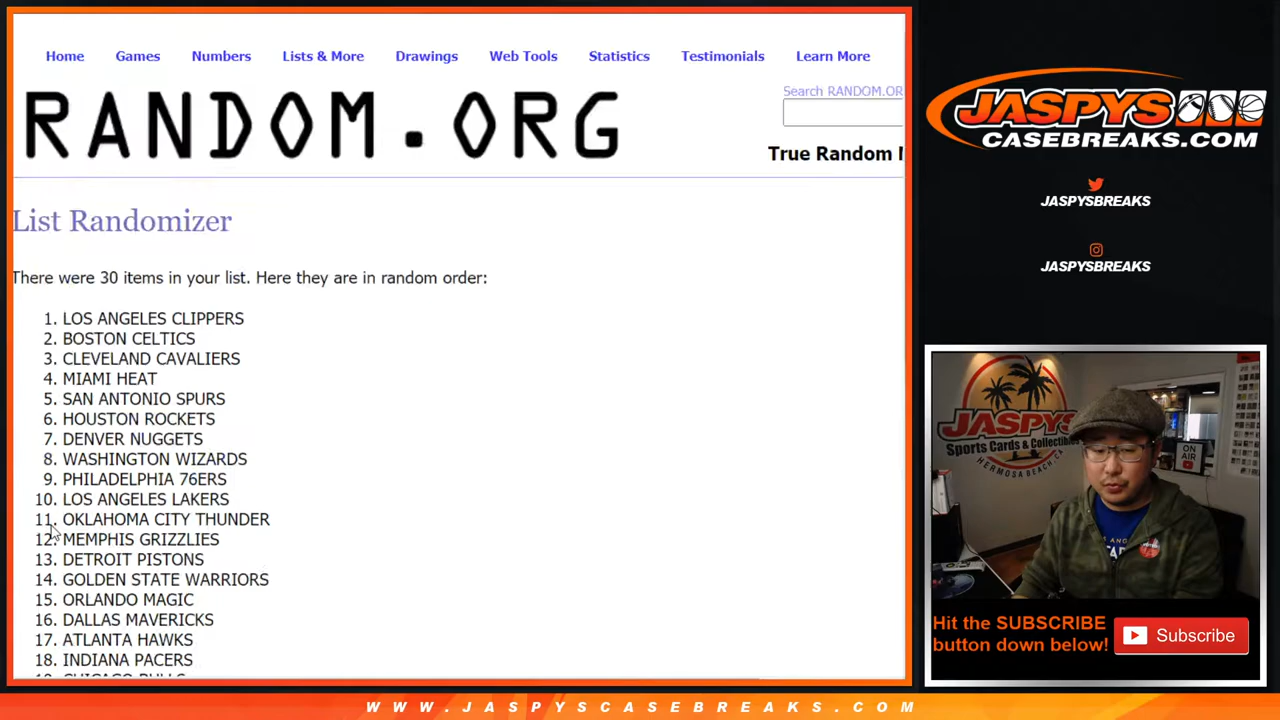 Home Games Numbers Lists & More Drawings Web Tools Statistics Testimonials Learn More
RANDOM.ORG
Search RANDOM.OR
True Random
List Randomizer
There were 30 items in your list. Here they are in random order:
1. LOS ANGELES CLIPPERS
2. BOSTON CELTICS
3. CLEVELAND CAVALIERS
4. MIAMI HEAT
5. SAN ANTONIO SPURS
6. HOUSTON ROCKETS
7. DENVER NUGGETS
8. WASHINGTON WIZARDS
9. PHILADELPHIA 76ERS
10. LOS ANGELES LAKERS
11. OKLAHOMA CITY THUNDER
12. MEMPHIS GRIZZLIES
13. DETROIT PISTONS
14. GOLDEN STATE WARRIORS
15. ORLANDO MAGIC
16. DALLAS MAVERICKS
17. ATLANTA HAWKS
18. INDIANA PACERS
JASPYS
CASEBREAKS.COM
JASPYSBREAKS
JASPYSBREAKS
JASPYS
Sports Cards & Collectibles
HERMOSA BEACH, CA
ON AIR
Hit the SUBSCRIBE
button down below!
Subscribe
WWW.JASPYSCASEBREAKS.COM